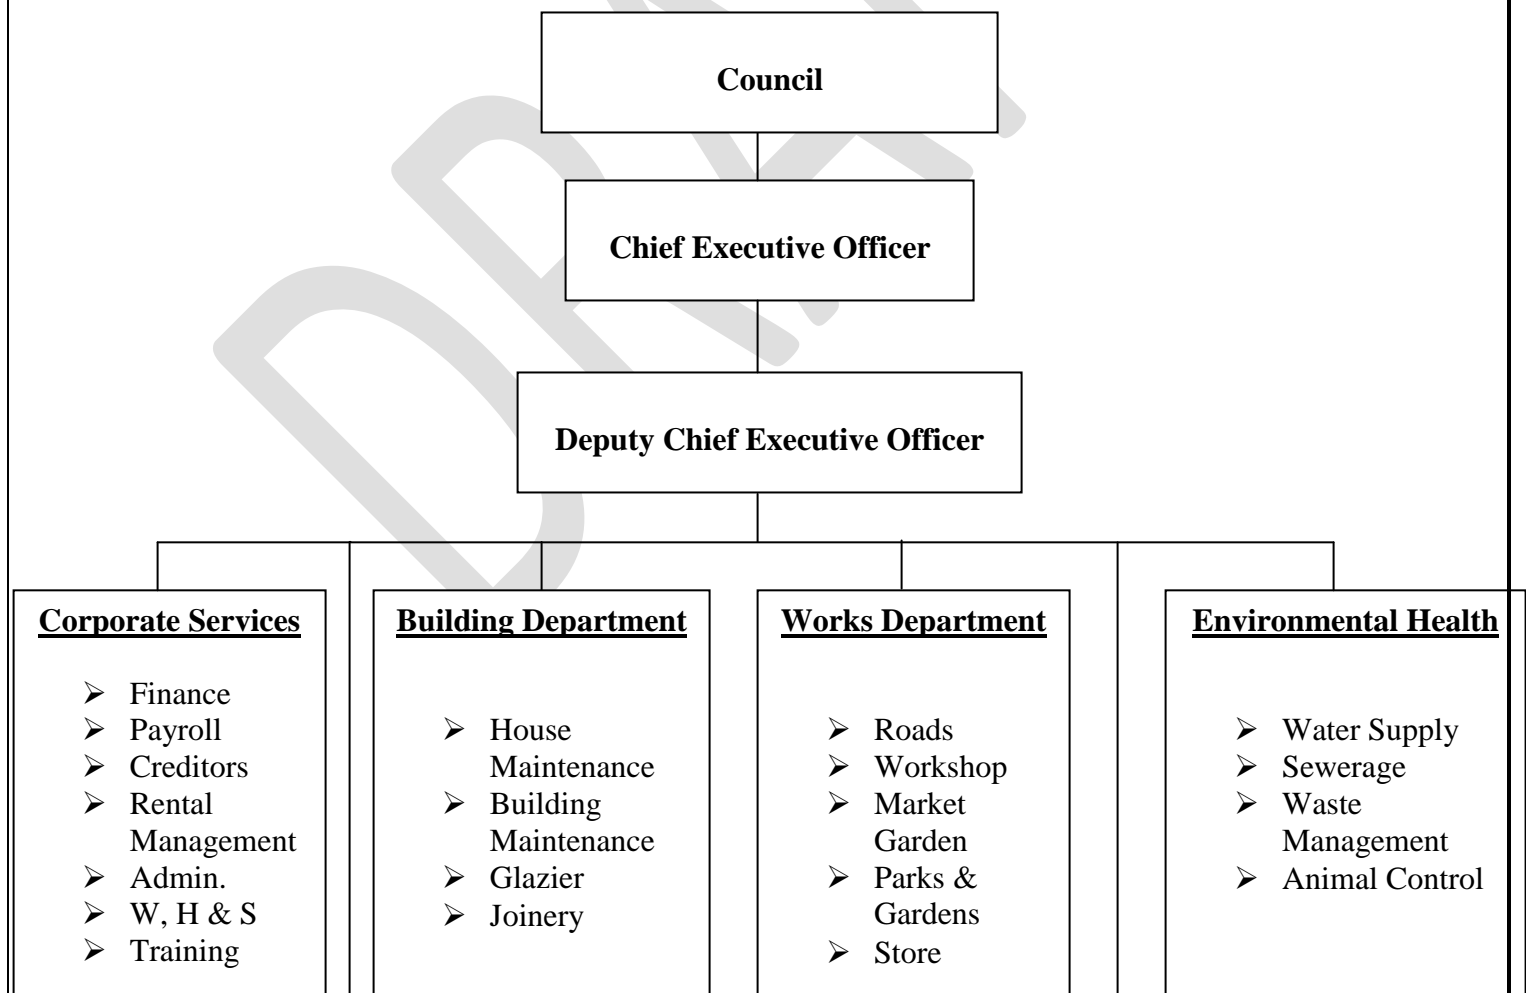 Council
Chief Executive Officer
Deputy Chief Executive Officer
Corporate Services
➢ Finance
➢ Payroll
➢ Creditors
➢ Rental
Management
➢ Admin.
➢ W, H & S
➢ Training
Building Department
➢ House
Maintenance
➢ Building
Maintenance
➢ Glazier
➢ Joinery
Works Department
➢ Roads
➢ Workshop
➢ Market
Garden
➢ Parks &
Gardens
➢ Store
Environmental Health
➢ Water Supply
➢ Sewerage
➢ Waste
Management
➢ Animal Control